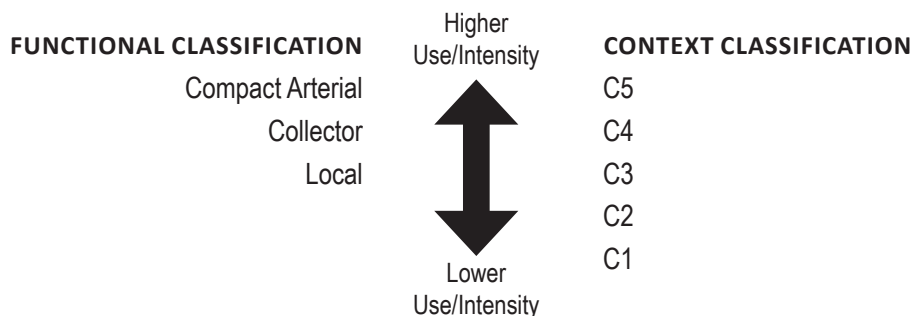 FUNCTIONAL CLASSIFICATION
Compact Arterial
Collector
Local
Higher
Use/Intensity
Lower
Use/Intensity
CONTEXT CLASSIFICATION
C5
C4
C3
C2
C1